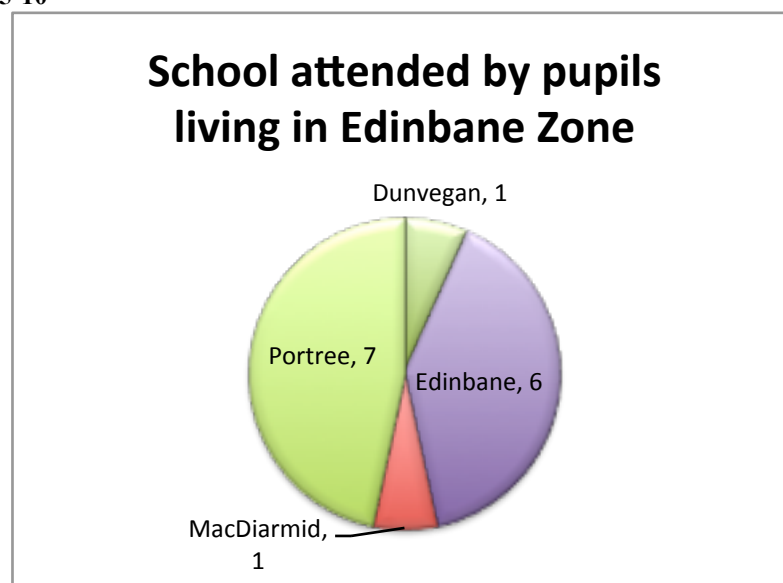 School attended by pupils
living in Edinbane Zone
Dunvegan, 1
Portree, 7
Edinbane, 6
MacDiarmid,
1